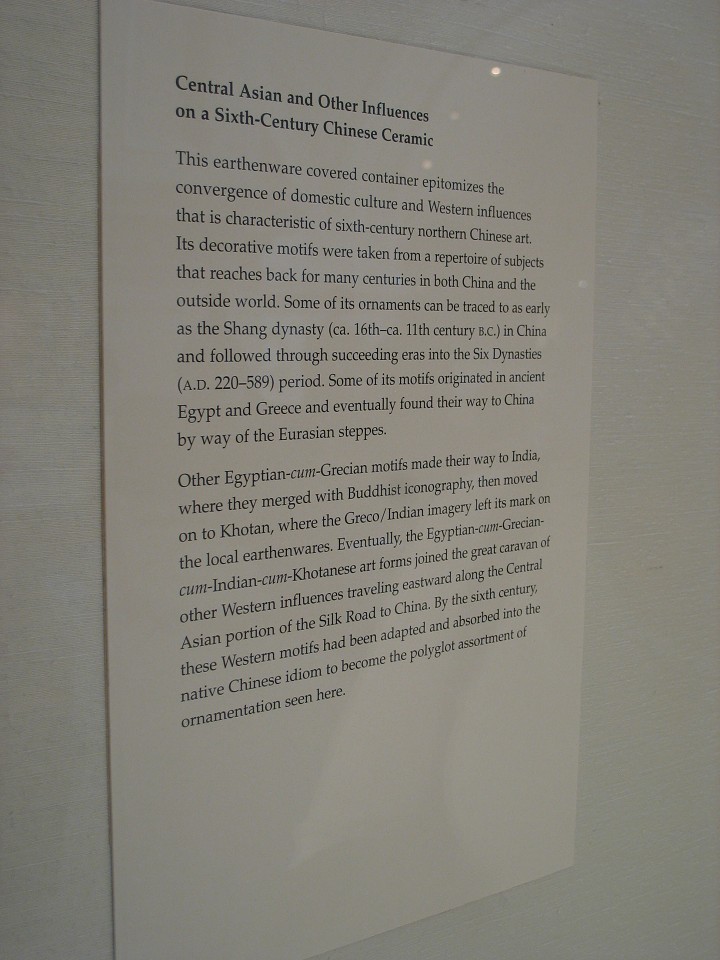 Central Asian and Other Influences
on a Sixth-Century Chinese Ceramic
This earthenware covered container epitomizes the
convergence of domestic culture and Western influences
that is characteristic of sixth-century northern Chinese art.
Its decorative motifs were taken from a repertoire of subjects
that reaches back for many centuries in both China and the
outside world. Some of its ornaments can be traced to as early
as the Shang dynasty (ca. 16th–ca. 11th century B.C.) in China
and followed through succeeding eras into the Six Dynasties
(A.D. 220–589) period. Some of its motifs originated in ancient
Egypt and Greece and eventually found their way to China
by way of the Eurasian steppes.
Other Egyptian-cum-Grecian motifs made their way to India,
where they merged with Buddhist iconography, then moved
on to Khotan, where the Greco/Indian imagery left its mark on
the local earthenwares. Eventually, the Egyptian-cum-Grecian-
cum-Indian-cum-Khotanese art forms joined the great caravan of
other Western influences traveling eastward along the Central
Asian portion of the Silk Road to China. By the sixth century,
these Western motifs had been adapted and absorbed into the
native Chinese idiom to become the polyglot assortment of
ornamentation seen here.